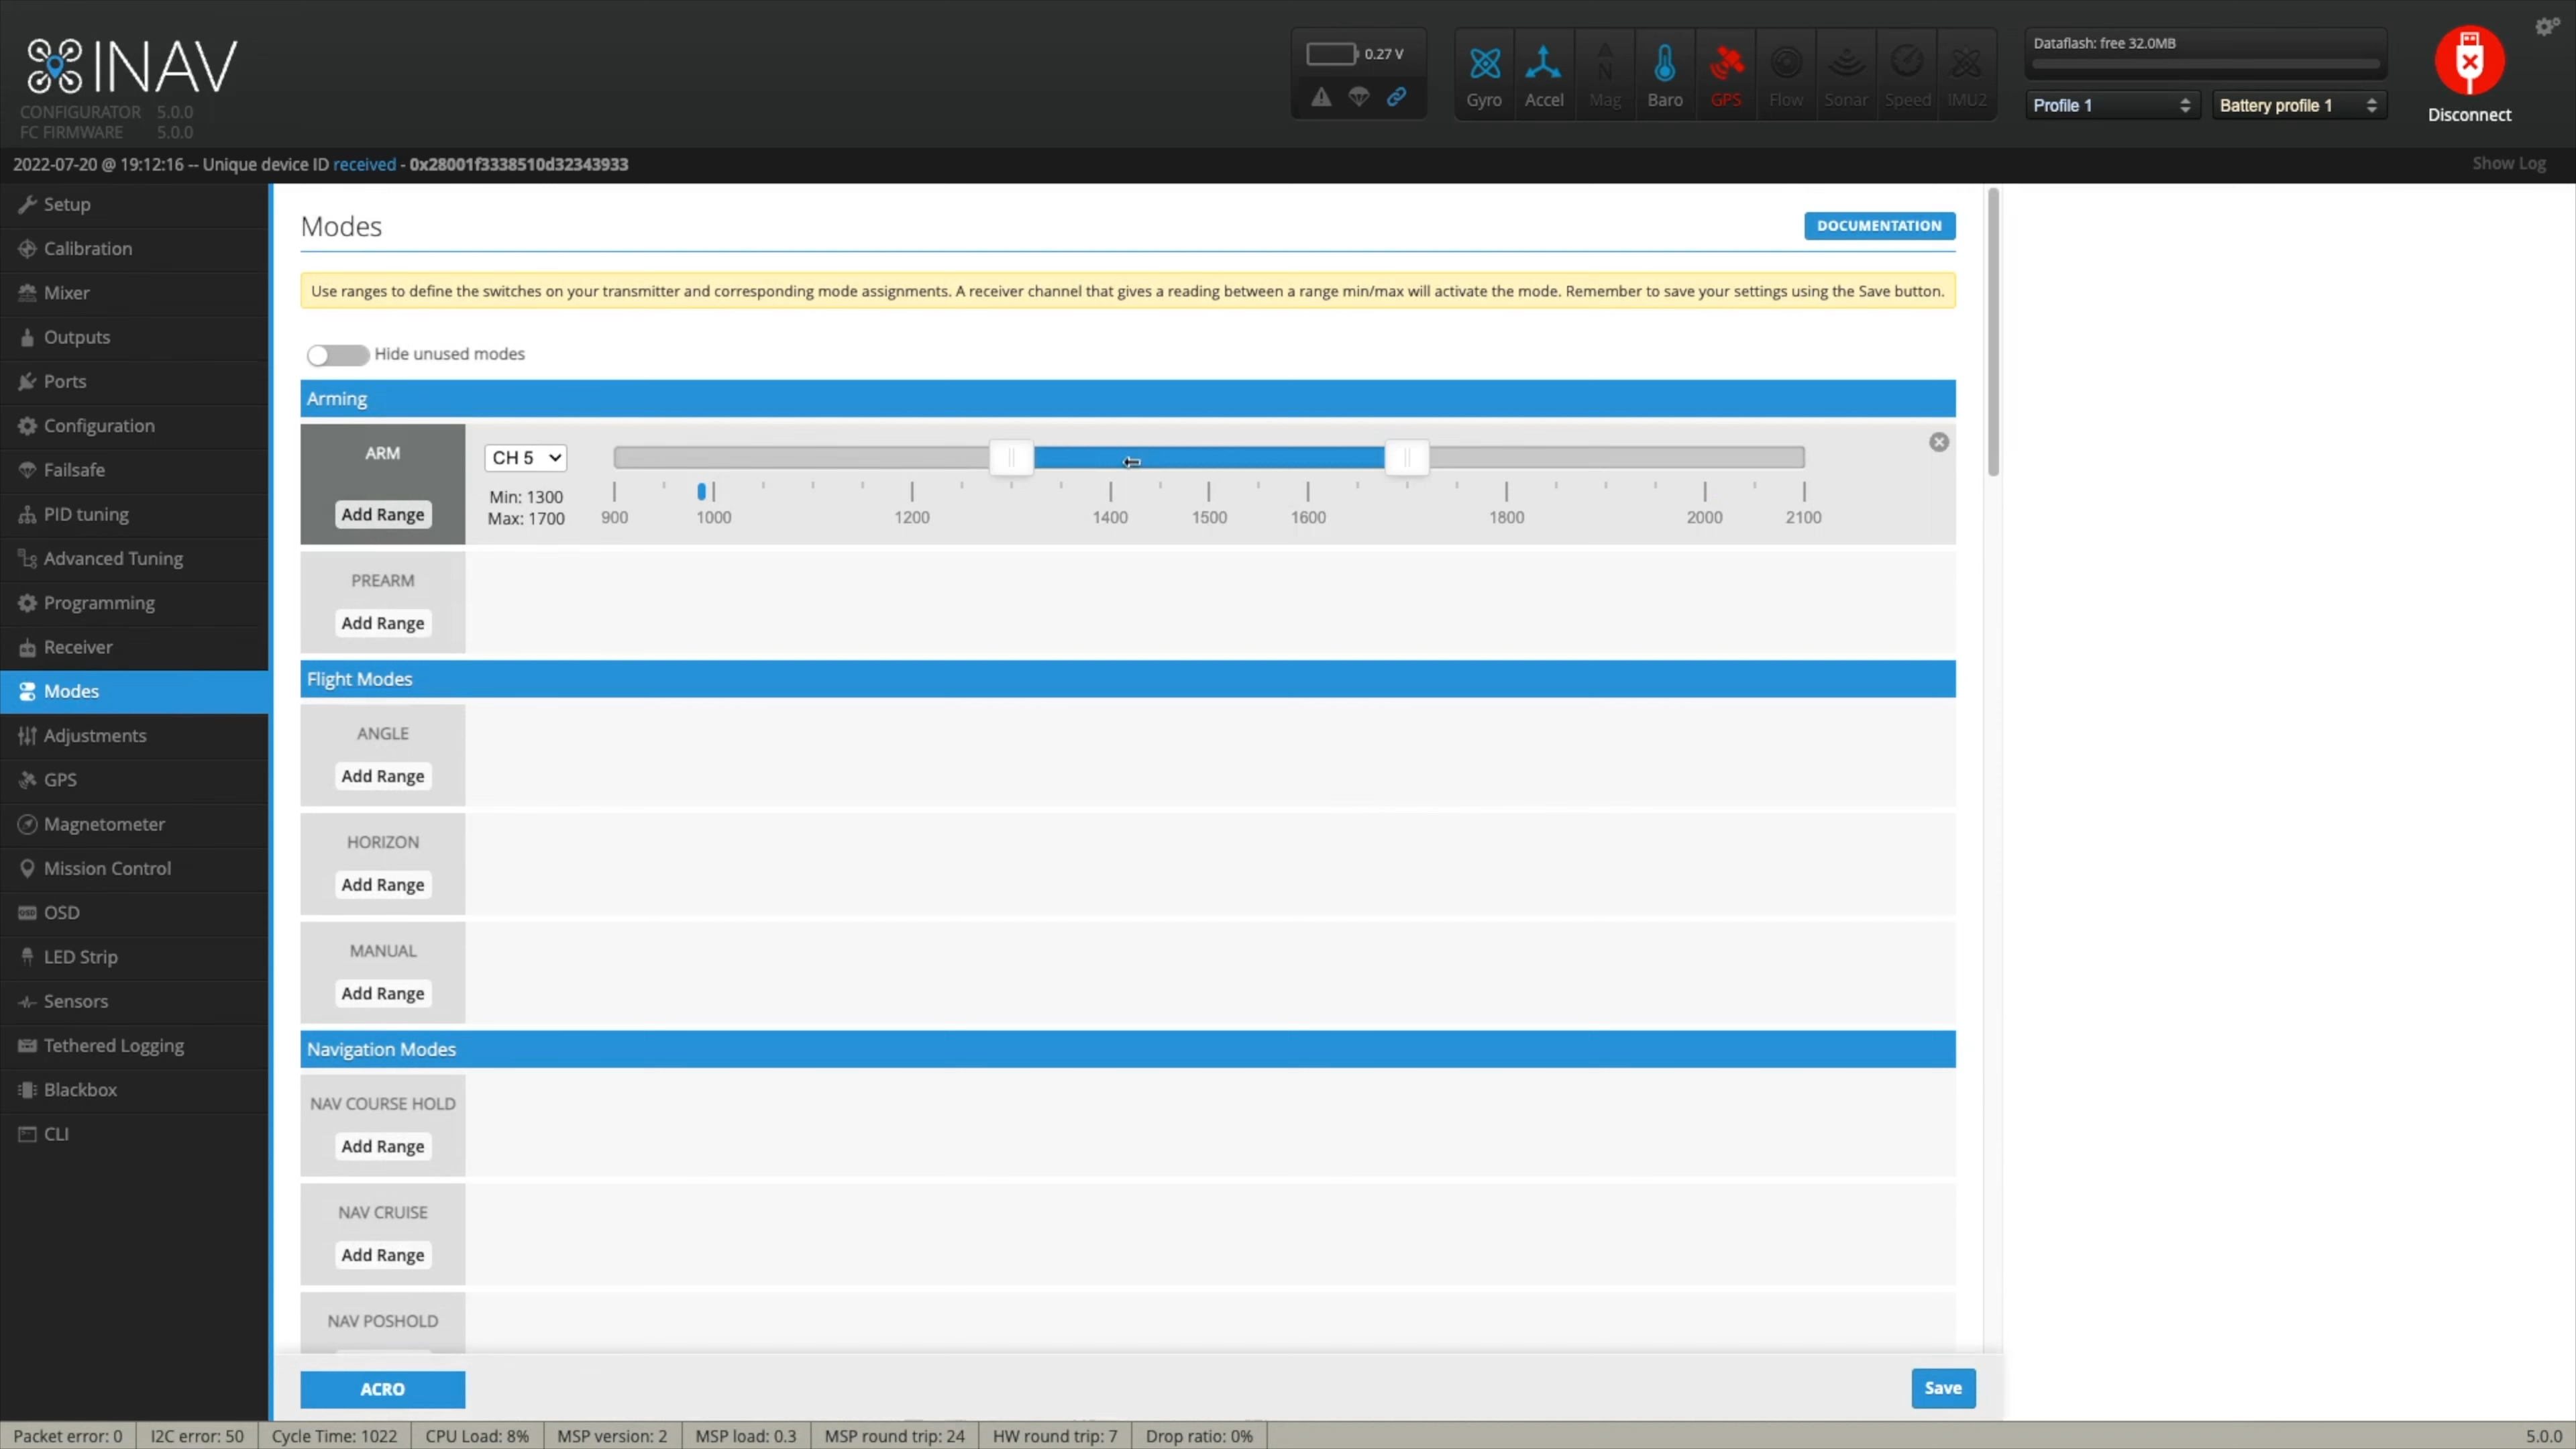 INAV
CONFIGURATOR 5.0.0
FC FIRMWARE 5.0.0
0.27 V
Gyro Accel Mag Baro GPS Flow Sonar Speed IMU2
Dataflash: free 32.0MB
Profile 1 Battery profile 1
Disconnect
2022-07-20 @ 19:12:16 -- Unique device ID received - 0x28001f3338510d32343933
Show Log
Setup
Calibration
Mixer
Outputs
Ports
Configuration
Failsafe
PID tuning
Advanced Tuning
Programming
Receiver
Modes
Adjustments
GPS
Magnetometer
Mission Control
OSD
LED Strip
Sensors
Tethered Logging
Blackbox
CLI
Modes
DOCUMENTATION
Use ranges to define the switches on your transmitter and corresponding mode assignments. A receiver channel that gives a reading between a range min/max will activate the mode. Remember to save your settings using the Save button.
Hide unused modes
Arming
ARM
Add Range
CH 5
Min: 1300
Max: 1700
900 1000 1200 1400 1500 1600 1800 2000 2100
PREARM
Add Range
Flight Modes
ANGLE
Add Range
HORIZON
Add Range
MANUAL
Add Range
Navigation Modes
NAV COURSE HOLD
Add Range
NAV CRUISE
Add Range
NAV POSHOLD
ACRO
Save
Packet error: 0 I2C error: 50 Cycle Time: 1022 CPU Load: 8% MSP version: 2 MSP load: 0.3 MSP round trip: 24 HW round trip: 7 Drop ratio: 0% 5.0.0